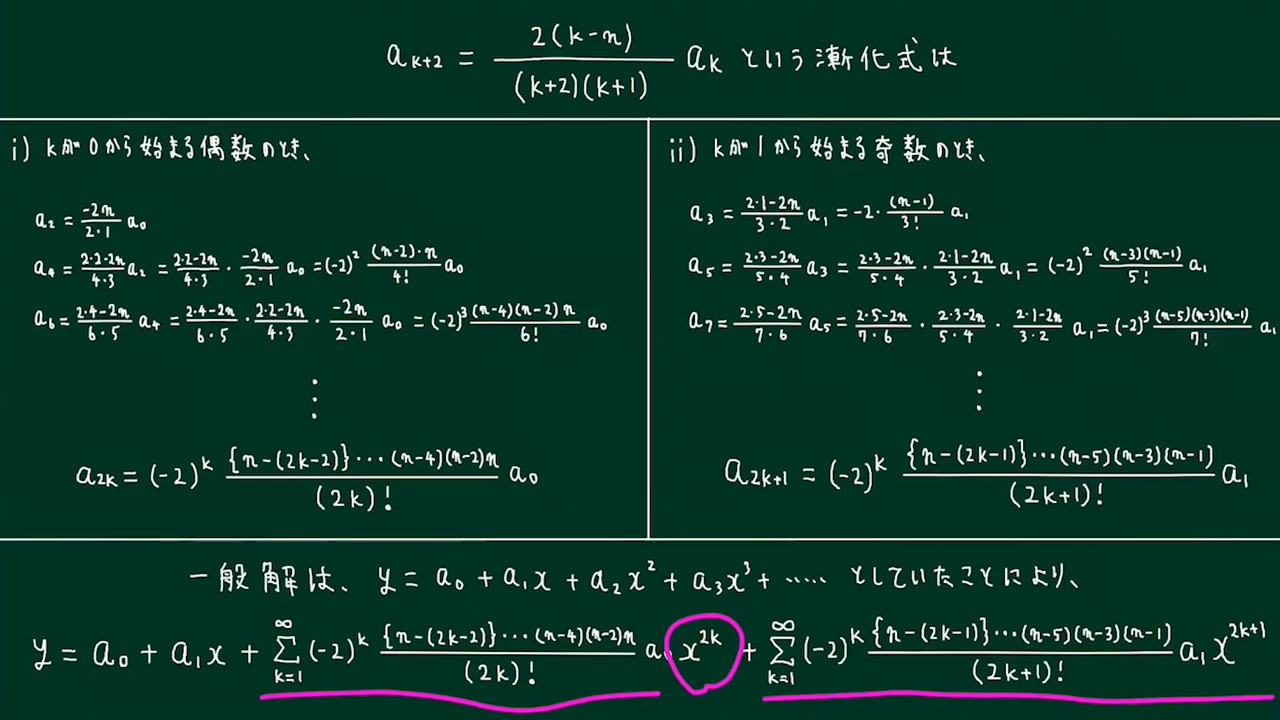 a_{k+2} = \frac{2(k-n)}{(k+2)(k+1)} a_k という漸化式は
i) kが0から始まる偶数のとき、
a_2 = \frac{-2n}{2・1} a_0
a_4 = \frac{2・2-2n}{4・3} a_2 = \frac{2・2-2n}{4・3}・\frac{-2n}{2・1} a_0 = (-2)^2 \frac{(n-2)・n}{4!} a_0
a_6 = \frac{2・4-2n}{6・5} a_4 = \frac{2・4-2n}{6・5}・\frac{2・2-2n}{4・3}・\frac{-2n}{2・1} a_0 = (-2)^3 \frac{(n-4)(n-2)n}{6!} a_0
⋮
a_{2k} = (-2)^k \frac{\{n-(2k-2)\}⋯(n-4)(n-2)n}{(2k)!} a_0
ii) kが1から始まる奇数のとき、
a_3 = \frac{2・1-2n}{3・2} a_1 = -2・\frac{(n-1)}{3!} a_1
a_5 = \frac{2・3-2n}{5・4} a_3 = \frac{2・3-2n}{5・4}・\frac{2・1-2n}{3・2} a_1 = (-2)^2 \frac{(n-3)(n-1)}{5!} a_1
a_7 = \frac{2・5-2n}{7・6} a_5 = \frac{2・5-2n}{7・6}・\frac{2・3-2n}{5・4}・\frac{2・1-2n}{3・2} a_1 = (-2)^3 \frac{(n-5)(n-3)(n-1)}{7!} a_1
⋮
a_{2k+1} = (-2)^k \frac{\{n-(2k-1)\}⋯(n-5)(n-3)(n-1)}{(2k+1)!} a_1
一般解は、y = a_0 + a_1x + a_2x^2 + a_3x^3 + ⋯⋯ としていたことにより、
y = a_0 + a_1x + \sum_{k=1}^{∞} (-2)^k \frac{\{n-(2k-2)\}⋯(n-4)(n-2)n}{(2k)!} a_0 x^{2k} + \sum_{k=1}^{∞} (-2)^k \frac{\{n-(2k-1)\}⋯(n-5)(n-3)(n-1)}{(2k+1)!} a_1 x^{2k+1}